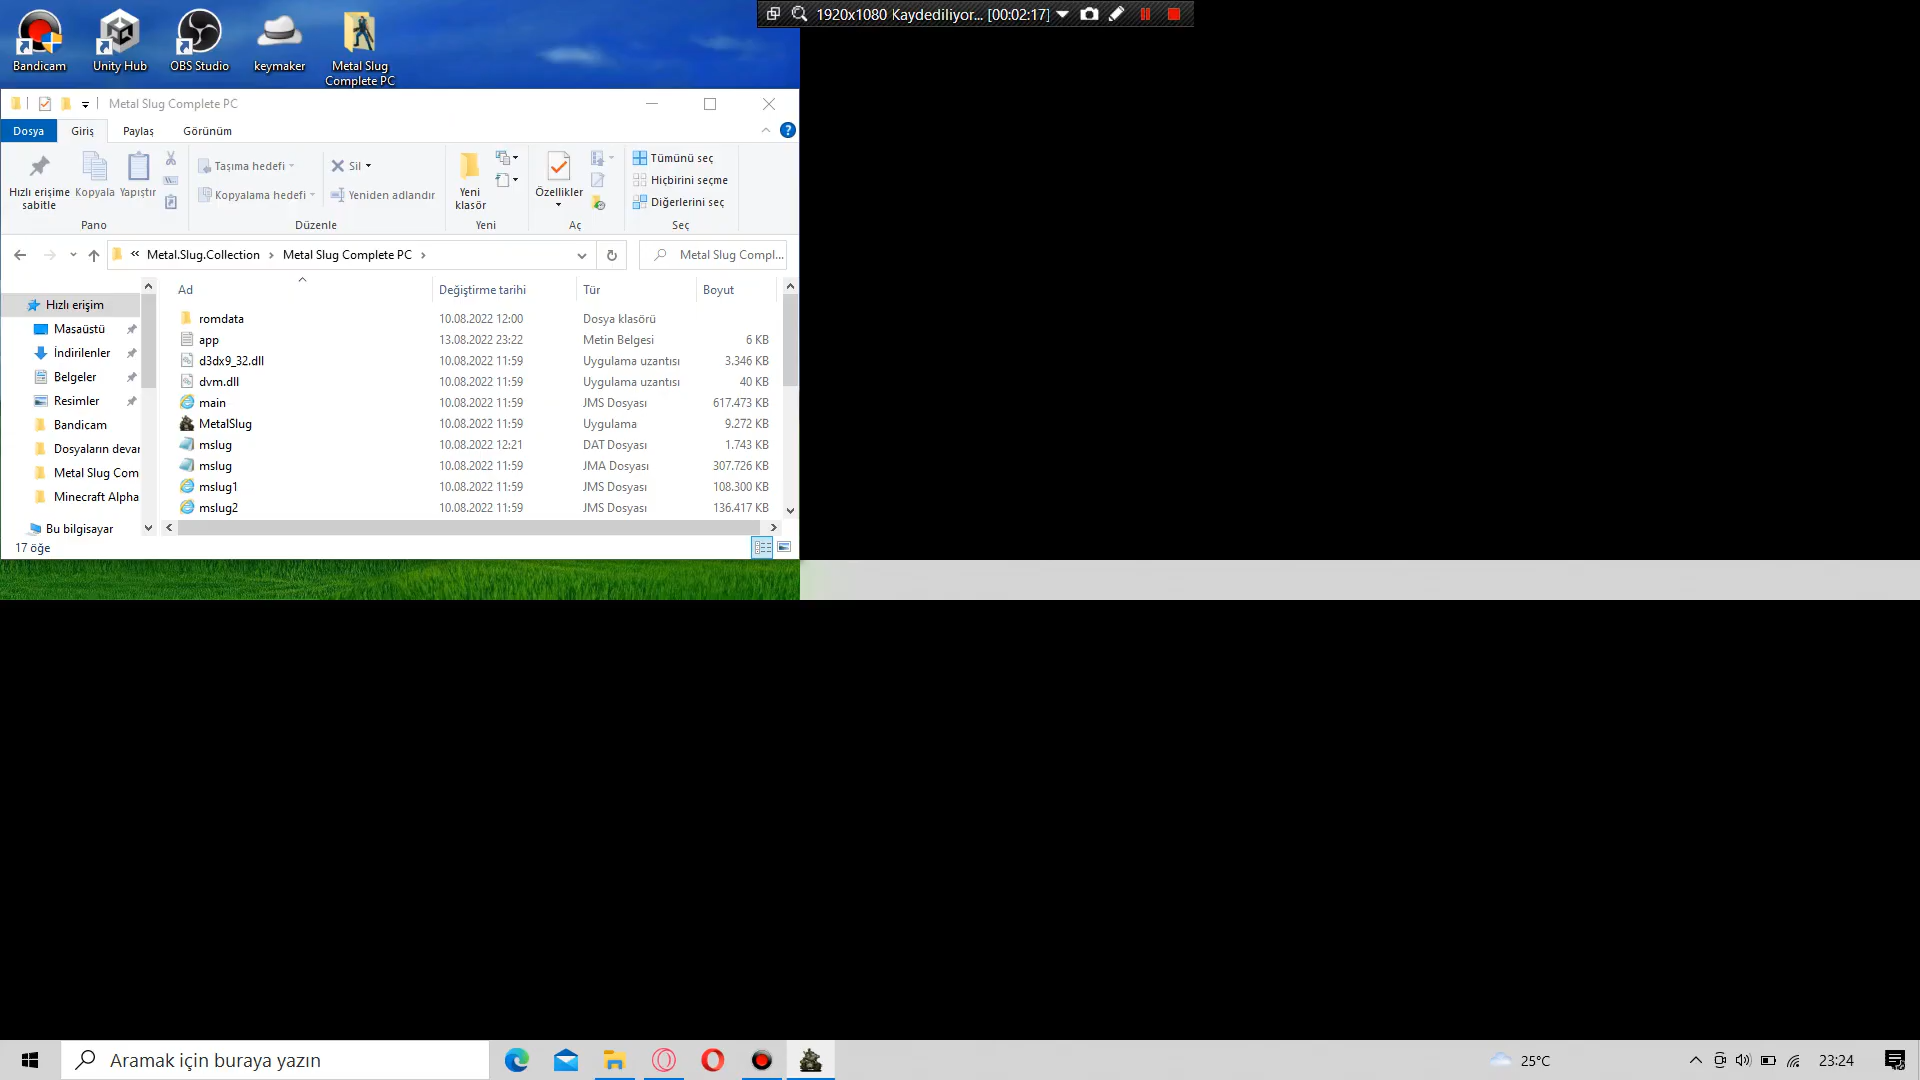 1920x1080 Kaydediliyor... [00:02:17]
Bandicam
Unity Hub
OBS Studio
keymaker
Metal Slug
Complete PC
Metal Slug Complete PC
Dosya
Giriş
Paylaş
Görünüm
Hızlı erişime
sabitle
Kopyala
Yapıştır
Taşıma hedefi
Kopyalama hedefi
Sil
Yeniden adlandır
Yeni
klasör
Özellikler
Tümünü seç
Hiçbirini seçme
Diğerlerini seç
Pano
Düzenle
Yeni
Aç
Seç
« Metal.Slug.Collection › Metal Slug Complete PC ›
Metal Slug Compl...
Hızlı erişim
Masaüstü
İndirilenler
Belgeler
Resimler
Bandicam
Dosyaların devar
Metal Slug Com
Minecraft Alpha
Bu bilgisayar
Ad Değiştirme tarihi Tür Boyut
romdata 10.08.2022 12:00 Dosya klasörü
app 13.08.2022 23:22 Metin Belgesi 6 KB
d3dx9_32.dll 10.08.2022 11:59 Uygulama uzantısı 3.346 KB
dvm.dll 10.08.2022 11:59 Uygulama uzantısı 40 KB
main 10.08.2022 11:59 JMS Dosyası 617.473 KB
MetalSlug 10.08.2022 11:59 Uygulama 9.272 KB
mslug 10.08.2022 12:21 DAT Dosyası 1.743 KB
mslug 10.08.2022 11:59 JMA Dosyası 307.726 KB
mslug1 10.08.2022 11:59 JMS Dosyası 108.300 KB
mslug2 10.08.2022 11:59 JMS Dosyası 136.417 KB
17 öğe
Aramak için buraya yazın
25°C
23:24